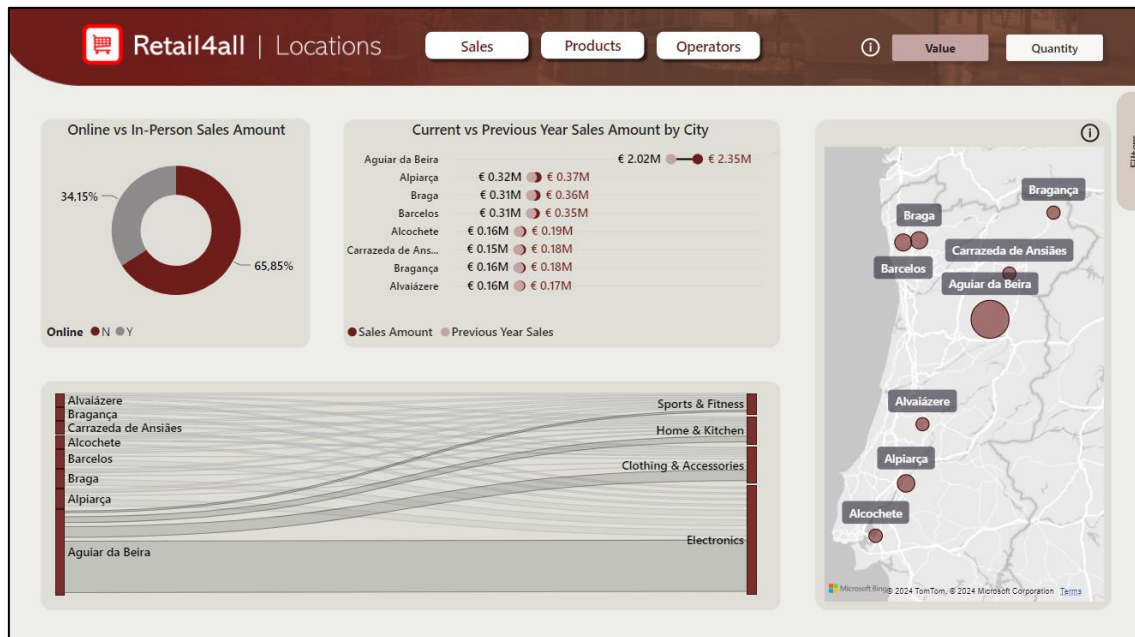 Retail4all | Locations
Sales
Products
Operators
Value
Quantity
Filters
Online vs In-Person Sales Amount
34,15%
65,85%
Online N Y
Current vs Previous Year Sales Amount by City
Aguiar da Beira € 2.02M € 2.35M
Alpiarça € 0.32M € 0.37M
Braga € 0.31M € 0.36M
Barcelos € 0.31M € 0.35M
Alcochete € 0.16M € 0.19M
Carrazeda de Ans... € 0.15M € 0.18M
Bragança € 0.16M € 0.18M
Alvaiázere € 0.16M € 0.17M
Sales Amount Previous Year Sales
Bragança
Braga
Carrazeda de Ansiães
Barcelos
Aguiar da Beira
Alvaiázere
Alpiarça
Alcochete
Microsoft Bing © 2024 TomTom, © 2024 Microsoft Corporation Terms
Alvaiázere
Bragança
Carrazeda de Ansiães
Alcochete
Barcelos
Braga
Alpiarça
Aguiar da Beira
Sports & Fitness
Home & Kitchen
Clothing & Accessories
Electronics